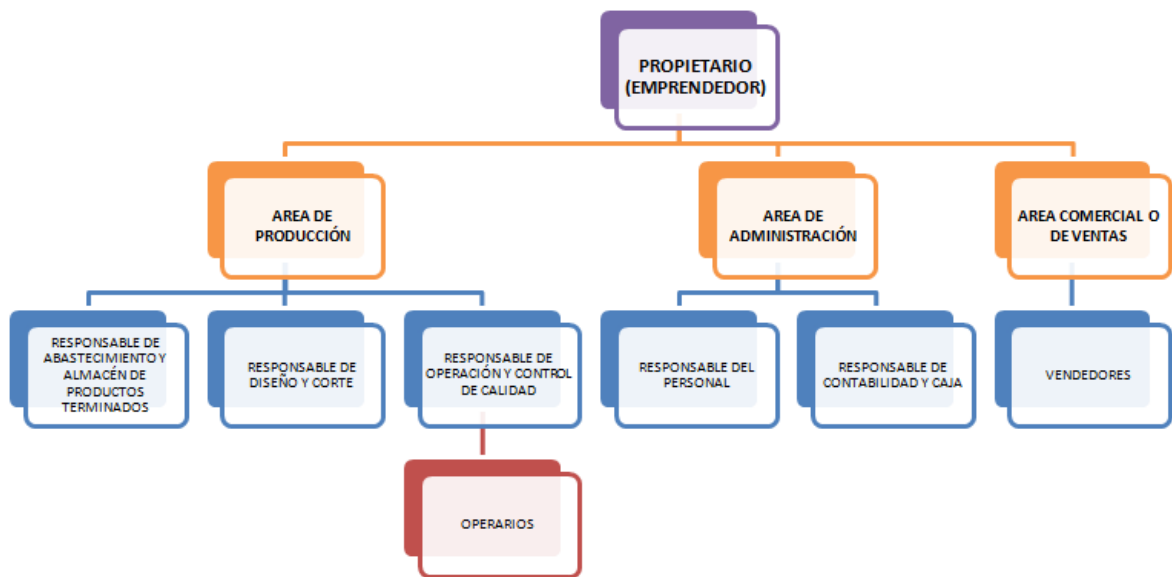 PROPIETARIO
(EMPRENDEDOR)
AREA DE
PRODUCCIÓN
AREA DE
ADMINISTRACIÓN
AREA COMERCIAL O
DE VENTAS
RESPONSABLE DE
ABASTECIMIENTO Y
ALMACÉN DE
PRODUCTOS
TERMINADOS
RESPONSABLE DE
DISEÑO Y CORTE
RESPONSABLE DE
OPERACIÓN Y CONTROL
DE CALIDAD
RESPONSABLE DEL
PERSONAL
RESPONSABLE DE
CONTABILIDAD Y CAJA
VENDEDORES
OPERARIOS